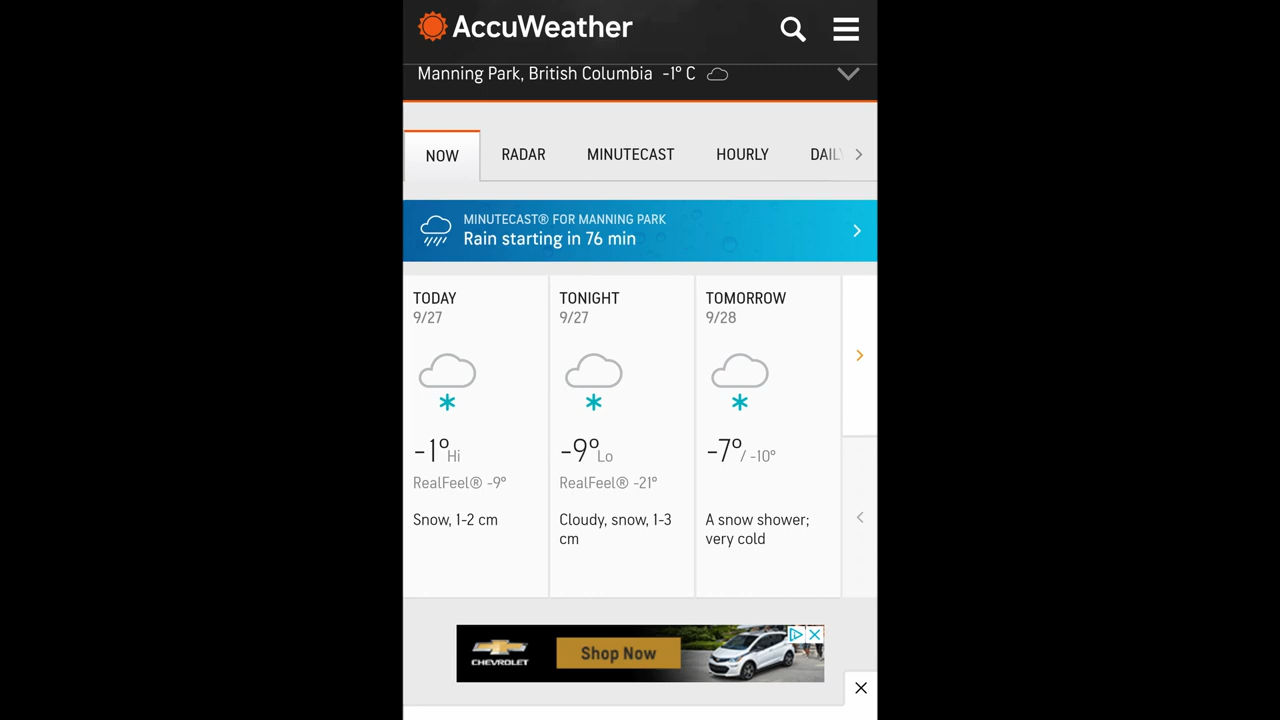 AccuWeather
Manning Park, British Columbia -1° C
NOW RADAR MINUTECAST HOURLY DAILY
MINUTECAST® FOR MANNING PARK
Rain starting in 76 min
TODAY
9/27
-1° Hi
RealFeel® -9°
Snow, 1-2 cm
TONIGHT
9/27
-9° Lo
RealFeel® -21°
Cloudy, snow, 1-3
cm
TOMORROW
9/28
-7° / -10°
A snow shower;
very cold
CHEVROLET
Shop Now